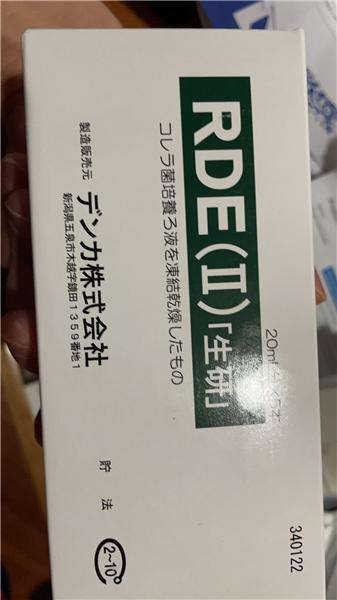 20ml
RDE(Ⅱ)「生研」
コレラ菌培養ろ液を凍結乾燥したもの
製造販売元 デンカ株式会社
新潟県五泉市木越字鏡田1359番地1
貯法 2~10°
340122